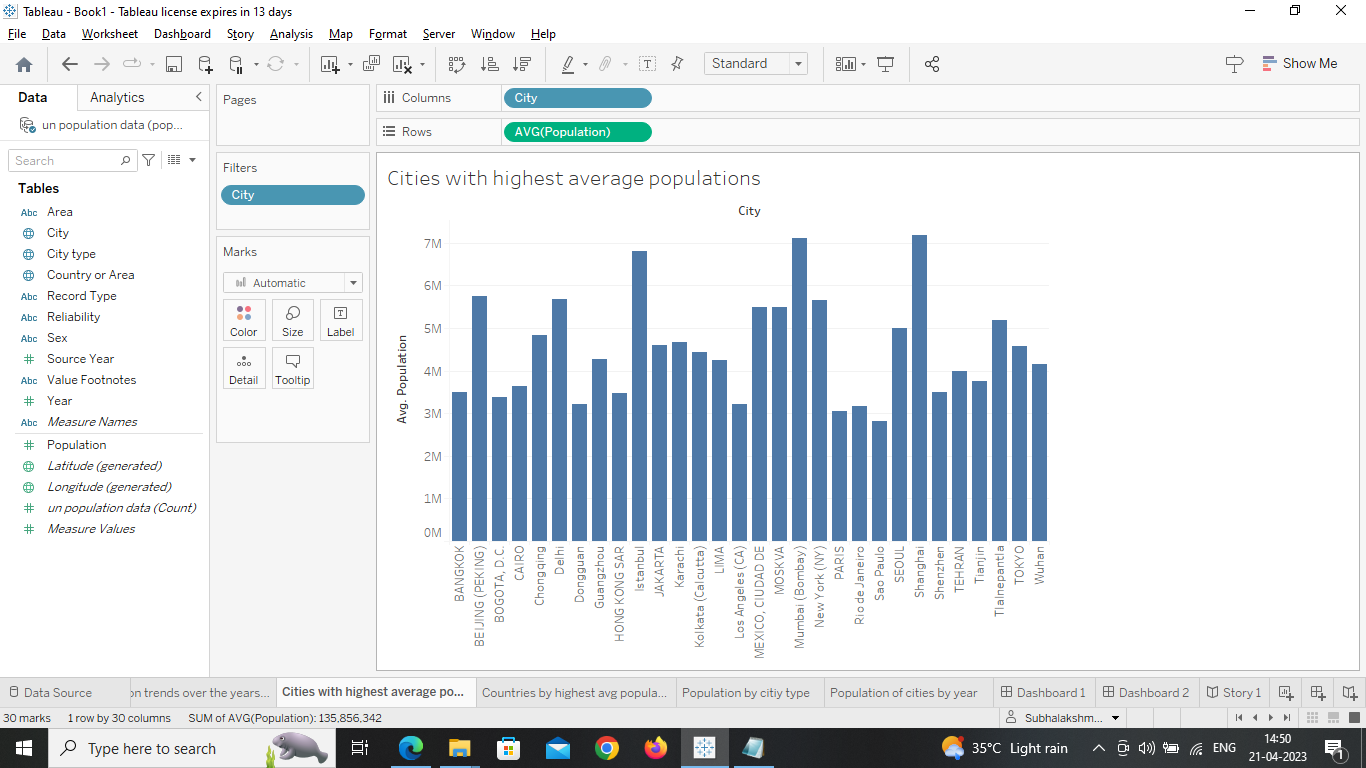 Tableau - Book1 - Tableau license expires in 13 days
File Data Worksheet Dashboard Story Analysis Map Format Server Window Help
Standard
Show Me
Data Analytics
un population data (pop...
Search
Tables
Abc Area
City
City type
Country or Area
Abc Record Type
Abc Reliability
Abc Sex
Source Year
Abc Value Footnotes
Year
Abc Measure Names
Population
Latitude (generated)
Longitude (generated)
un population data (Count)
Measure Values
Pages
Filters
City
Marks
Automatic
Color Size Label
Detail Tooltip
Columns City
Rows AVG(Population)
Cities with highest average populations
City
7M
6M
5M
4M
3M
2M
1M
0M
Avg. Population
BANGKOK
BEIJING (PEKING)
BOGOTA, D.C.
CAIRO
Chongqing
Delhi
Dongguan
Guangzhou
HONG KONG SAR
Istanbul
JAKARTA
Karachi
Kolkata (Calcutta)
LIMA
Los Angeles (CA)
MEXICO, CIUDAD DE
MOSKVA
Mumbai (Bombay)
New York (NY)
PARIS
Rio de Janeiro
Sao Paulo
SEOUL
Shanghai
Shenzhen
TEHRAN
Tianjin
Tlalnepantla
TOKYO
Wuhan
Data Source on trends over the years... Cities with highest average po... Countries by highest avg popula... Population by citiy type Population of cities by year Dashboard 1 Dashboard 2 Story 1
30 marks 1 row by 30 columns SUM of AVG(Population): 135,856,342 Subhalakshm...
Type here to search
35°C Light rain
ENG
14:50
21-04-2023
1